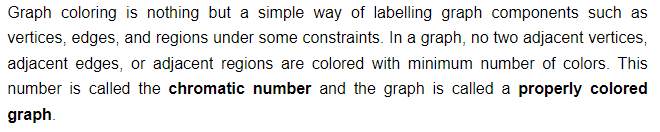 Graph coloring is nothing but a simple way of labelling graph components such as
vertices, edges, and regions under some constraints. In a graph, no two adjacent vertices,
adjacent edges, or adjacent regions are colored with minimum number of colors. This
number is called the chromatic number and the graph is called a properly colored
graph.